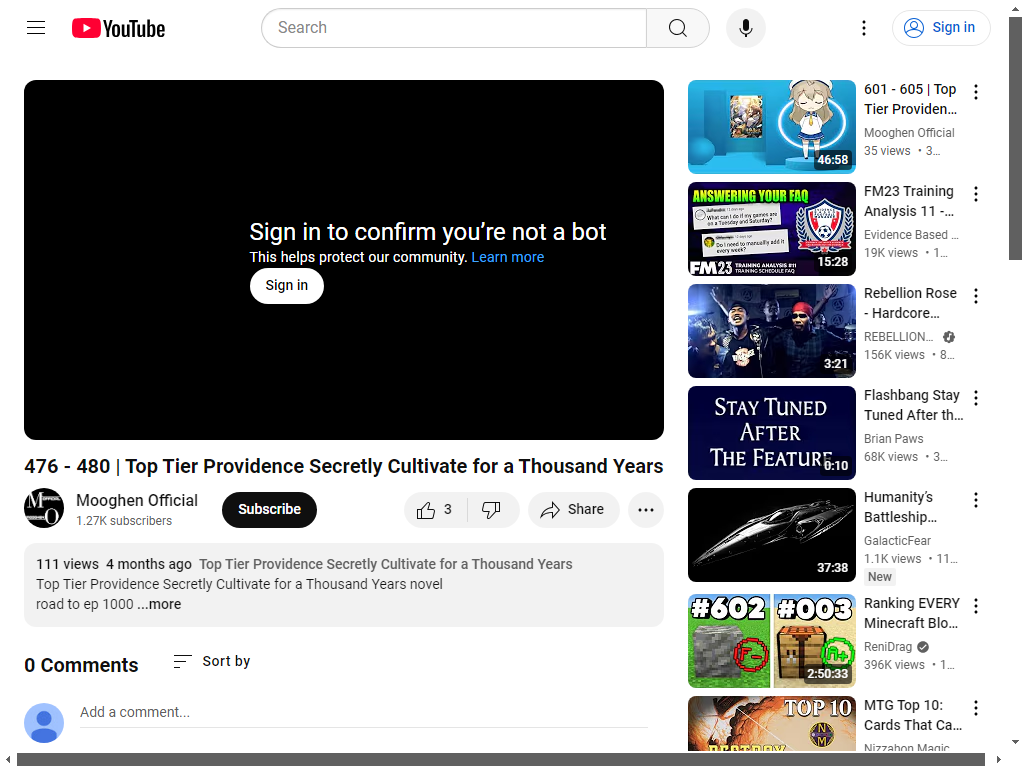 YouTube
Search
Sign in
Sign in to confirm you’re not a bot
This helps protect our community. Learn more
Sign in
476 - 480 | Top Tier Providence Secretly Cultivate for a Thousand Years
Mooghen Official
1.27K subscribers
Subscribe
3
Share
111 views 4 months ago Top Tier Providence Secretly Cultivate for a Thousand Years
Top Tier Providence Secretly Cultivate for a Thousand Years novel
road to ep 1000 ...more
0 Comments
Sort by
Add a comment...
46:58
601 - 605 | Top
Tier Providen...
Mooghen Official
35 views • 3...
ANSWERING YOUR FAQ
What can I do if my games are
on a Tuesday and Saturday?
Do I need to manually add it
every week?
FM23 TRAINING ANALYSIS #11
TRAINING SCHEDULE FAQ
15:28
FM23 Training
Analysis 11 -...
Evidence Based ...
19K views • 1...
3:21
Rebellion Rose
- Hardcore...
REBELLION...
156K views • 8...
STAY TUNED
AFTER
THE FEATURE
0:10
Flashbang Stay
Tuned After th...
Brian Paws
68K views • 3...
37:38
Humanity’s
Battleship...
GalacticFear
1.1K views • 11...
New
#602 #003
F- A+
2:50:33
Ranking EVERY
Minecraft Blo...
ReniDrag
396K views • 1...
TOP 10
DESTROY
NM
MTG Top 10:
Cards That Ca...
Nizzahon Magic